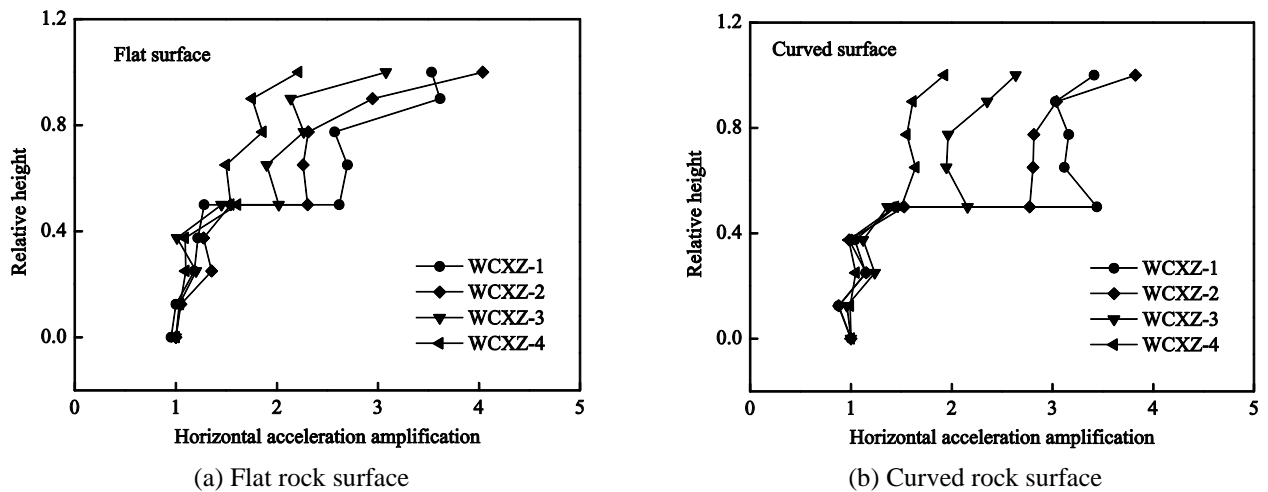 1.2
Flat surface
0.8
Relative height
0.4
WCXZ-1
WCXZ-2
WCXZ-3
0.0
WCXZ-4
0 1 2 3 4 5
Horizontal acceleration amplification
(a) Flat rock surface
1.2
Curved surface
0.8
Relative height
0.4
WCXZ-1
WCXZ-2
WCXZ-3
0.0
WCXZ-4
0 1 2 3 4 5
Horizontal acceleration amplification
(b) Curved rock surface